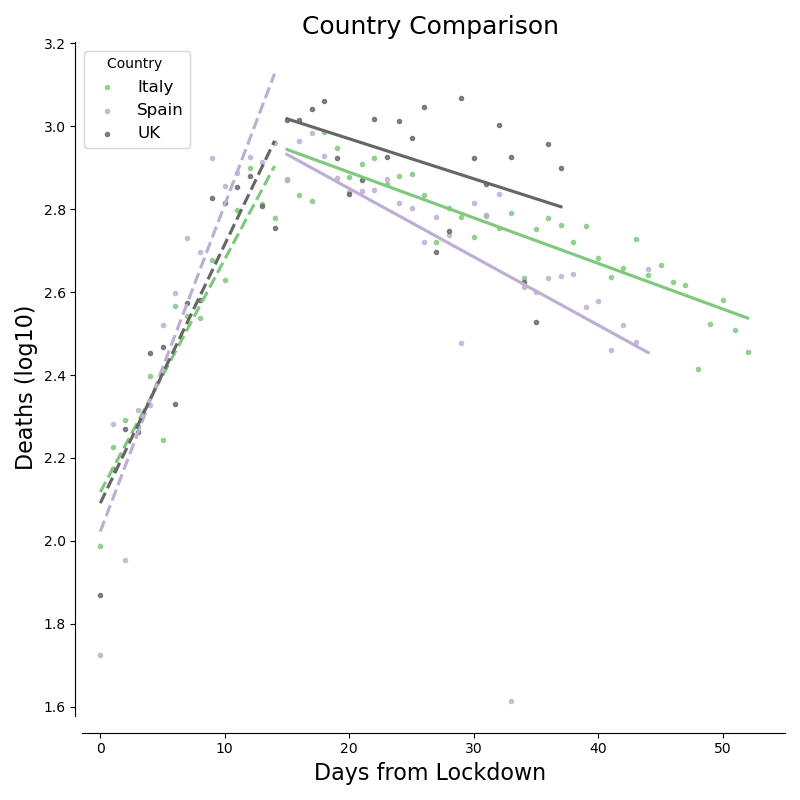 Country Comparison
Country
Italy
Spain
UK
Deaths (log10)
3.2
3.0
2.8
2.6
2.4
2.2
2.0
1.8
1.6
0 10 20 30 40 50
Days from Lockdown